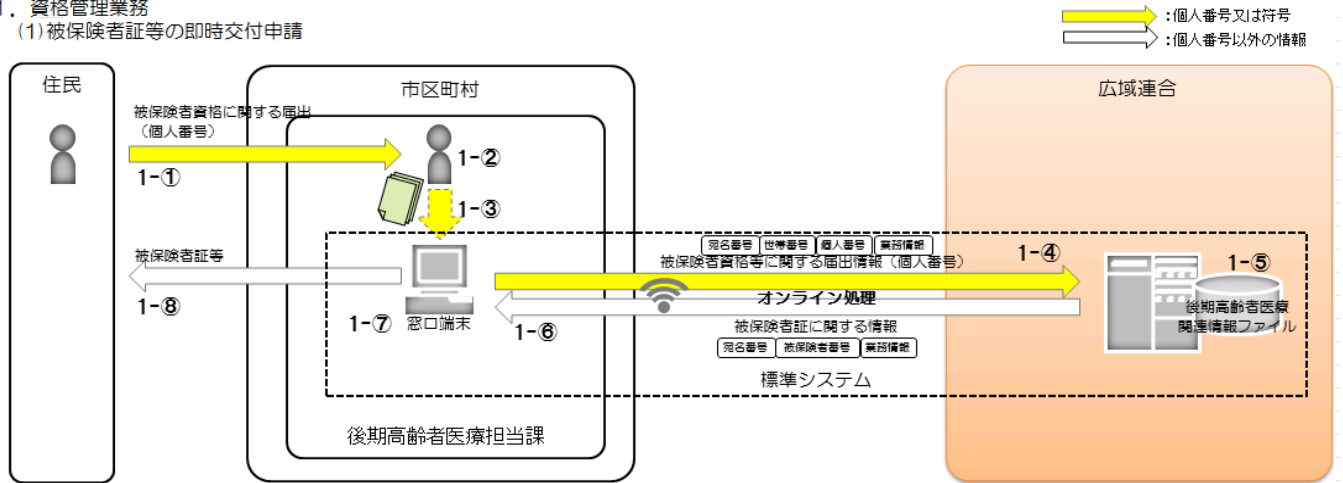 1．資格管理業務
(1)被保険者証等の即時交付申請
:個人番号又は符号
:個人番号以外の情報
住民
市区町村
広域連合
被保険者資格に関する届出
（個人番号）
1-①
1-②
1-③
被保険者証等
1-⑧
1-⑦
窓口端末
宛名番号 世帯番号 個人番号 業務情報
被保険者資格等に関する届出情報（個人番号）
1-④
オンライン処理
1-⑥
被保険者証に関する情報
宛名番号 被保険者番号 業務情報
標準システム
1-⑤
後期高齢者医療
関連情報ファイル
後期高齢者医療担当課